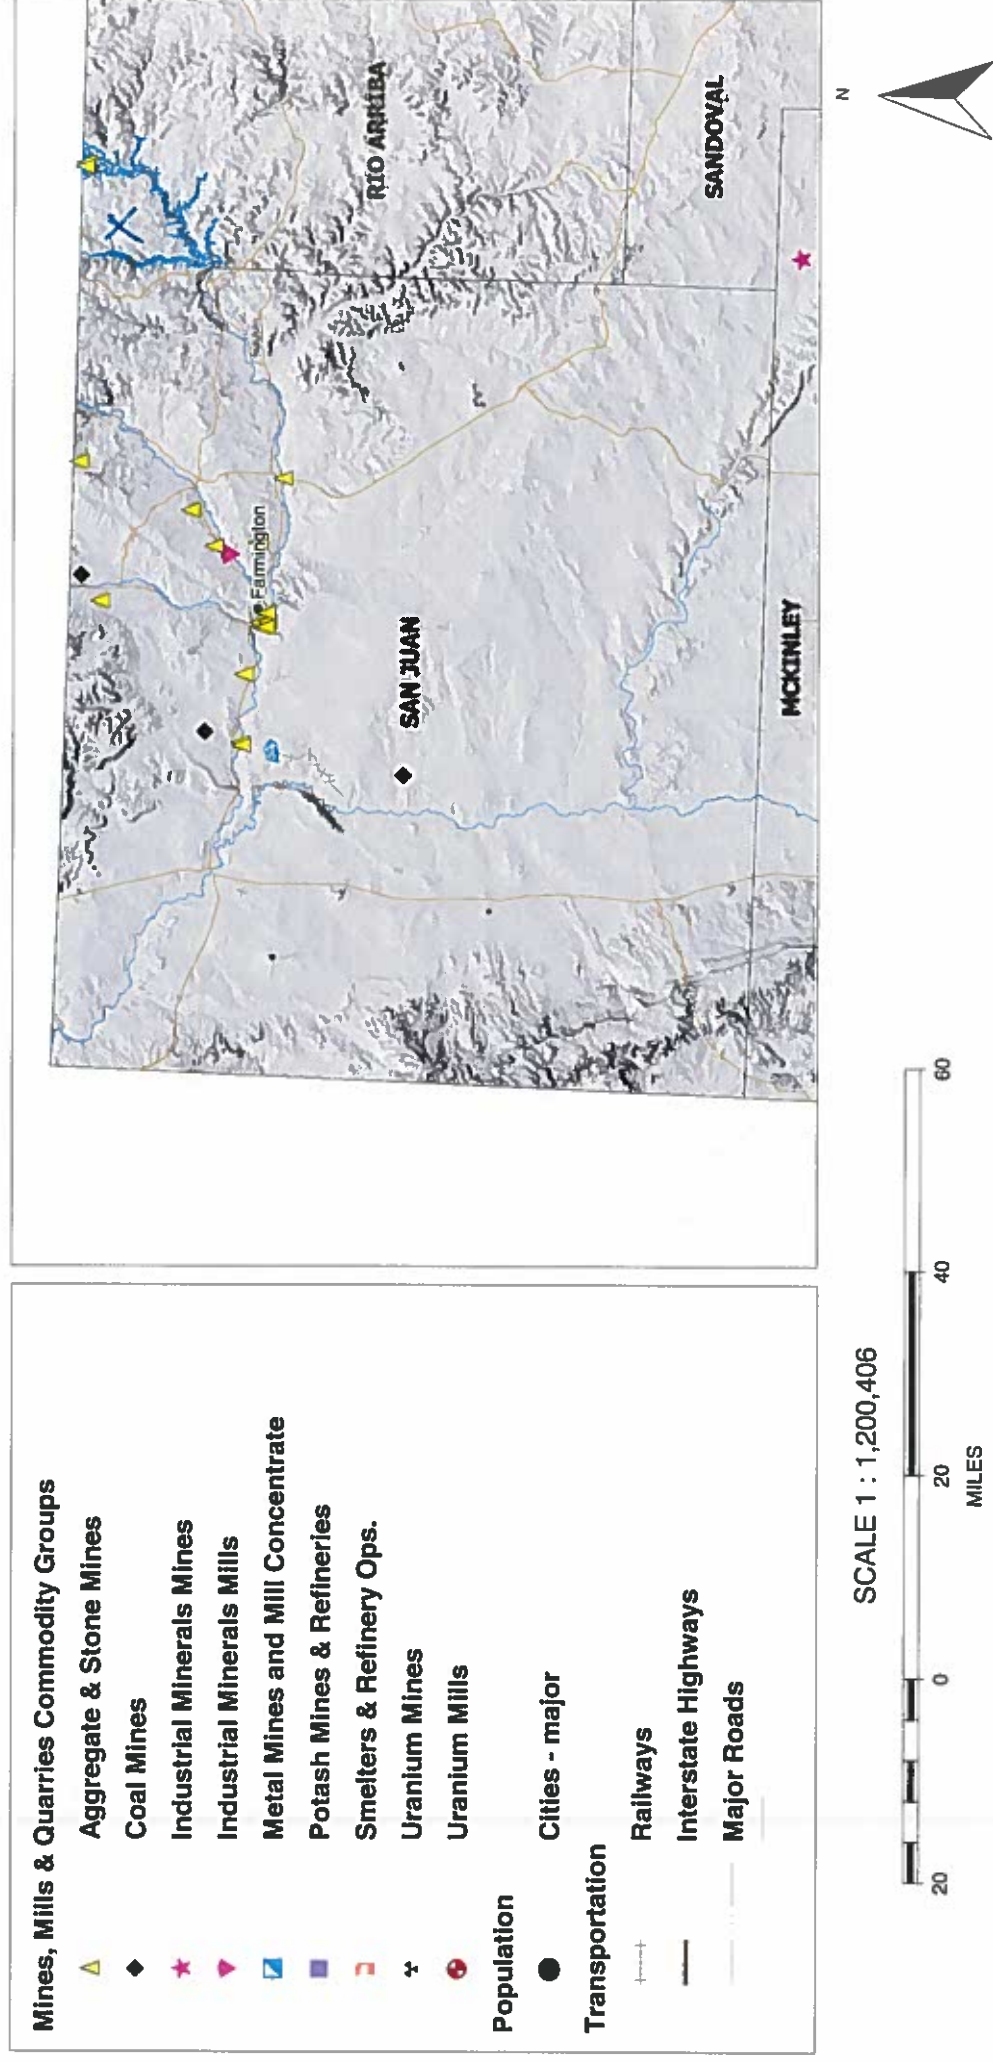 Mines, Mills & Quarries Commodity Groups
Aggregate & Stone Mines
Coal Mines
Industrial Minerals Mines
Industrial Minerals Mills
Metal Mines and Mill Concentrate
Potash Mines & Refineries
Smelters & Refinery Ops.
Uranium Mines
Uranium Mills
Population
Cities - major
Transportation
Railways
Interstate Highways
Major Roads
Farmington
RIO ARRIBA
SAN JUAN
SANDOVAL
MCKINLEY
SCALE 1 : 1,200,406
20 0 20 40 60
MILES
N